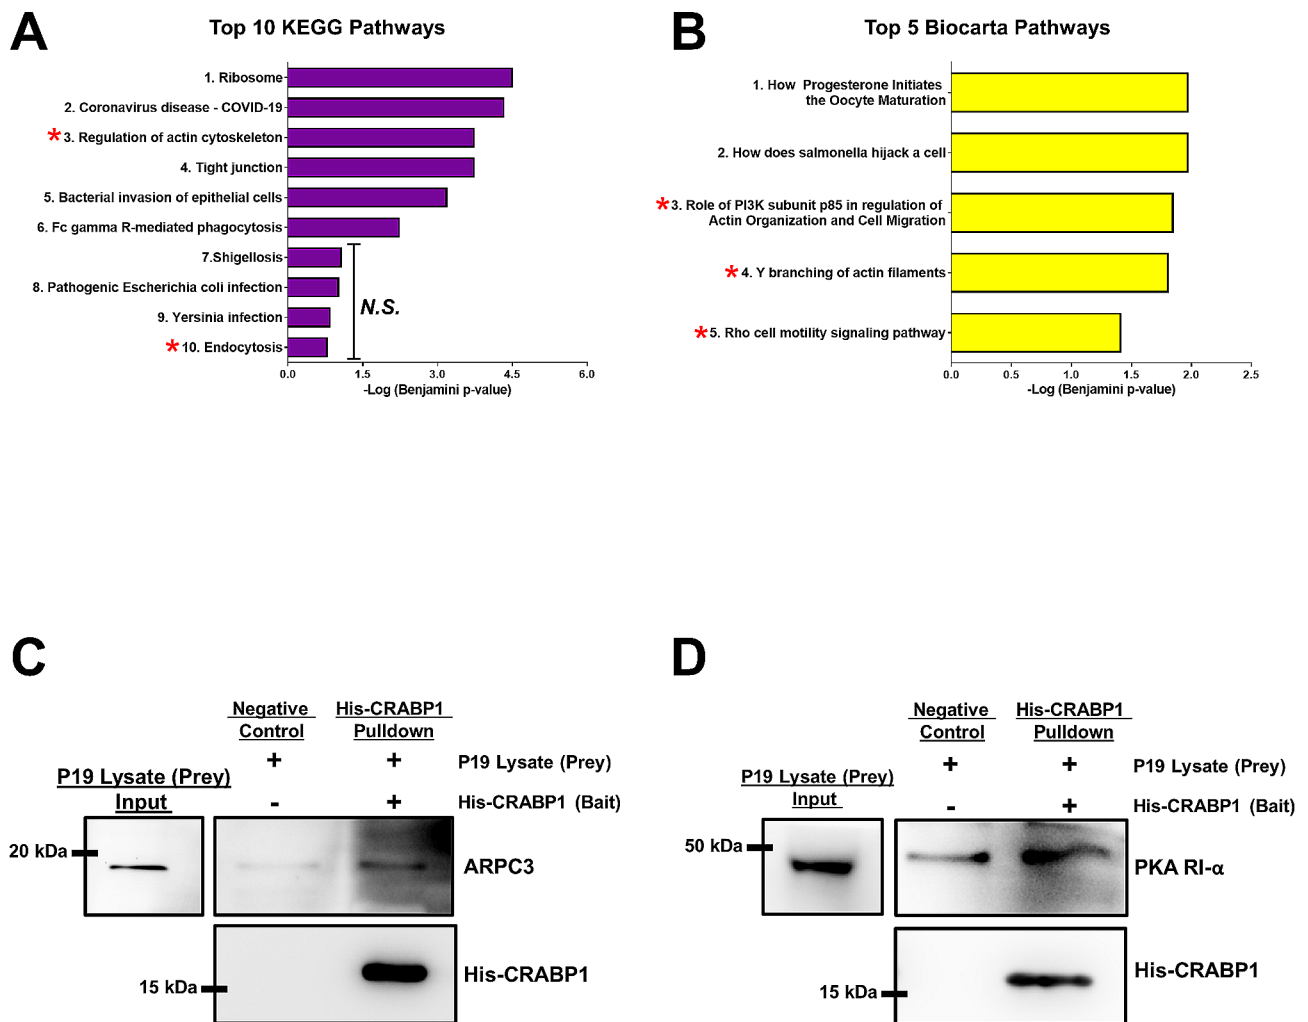 A
Top 10 KEGG Pathways
1. Ribosome
2. Coronavirus disease - COVID-19
* 3. Regulation of actin cytoskeleton
4. Tight junction
5. Bacterial invasion of epithelial cells
6. Fc gamma R-mediated phagocytosis
7.Shigellosis
8. Pathogenic Escherichia coli infection
9. Yersinia infection
* 10. Endocytosis
N.S.
0.0 1.5 3.0 4.5 6.0
-Log (Benjamini p-value)
B
Top 5 Biocarta Pathways
1. How Progesterone Initiates
the Oocyte Maturation
2. How does salmonella hijack a cell
* 3. Role of PI3K subunit p85 in regulation of
Actin Organization and Cell Migration
* 4. Y branching of actin filaments
* 5. Rho cell motility signaling pathway
0.0 0.5 1.0 1.5 2.0 2.5
-Log (Benjamini p-value)
C
Negative
Control
His-CRABP1
Pulldown
P19 Lysate (Prey)
Input
+ + P19 Lysate (Prey)
- + His-CRABP1 (Bait)
20 kDa
ARPC3
His-CRABP1
15 kDa
D
Negative
Control
His-CRABP1
Pulldown
P19 Lysate (Prey)
Input
+ + P19 Lysate (Prey)
- + His-CRABP1 (Bait)
50 kDa
PKA RI-α
His-CRABP1
15 kDa